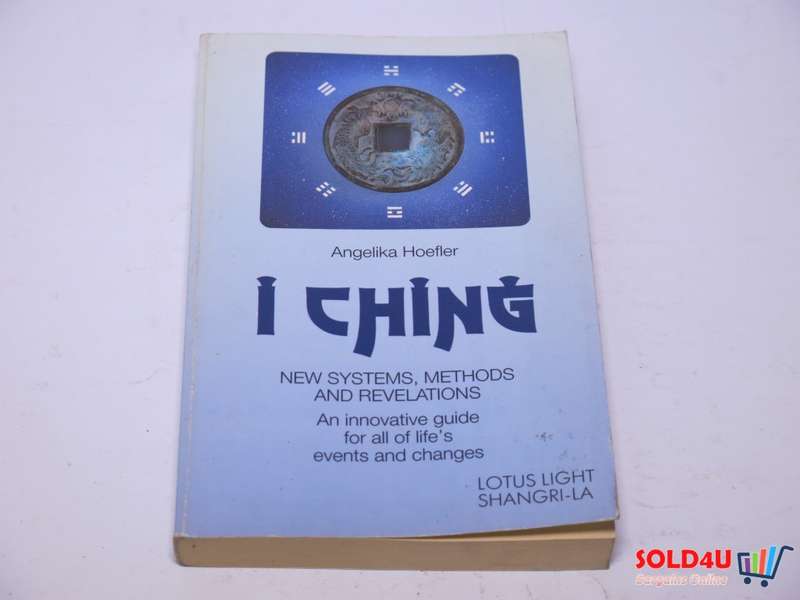 Angelika Hoefler
I CHING
NEW SYSTEMS, METHODS
AND REVELATIONS
An innovative guide
for all of life's
events and changes
LOTUS LIGHT
SHANGRI-LA
SOLD4U
Bargains Online